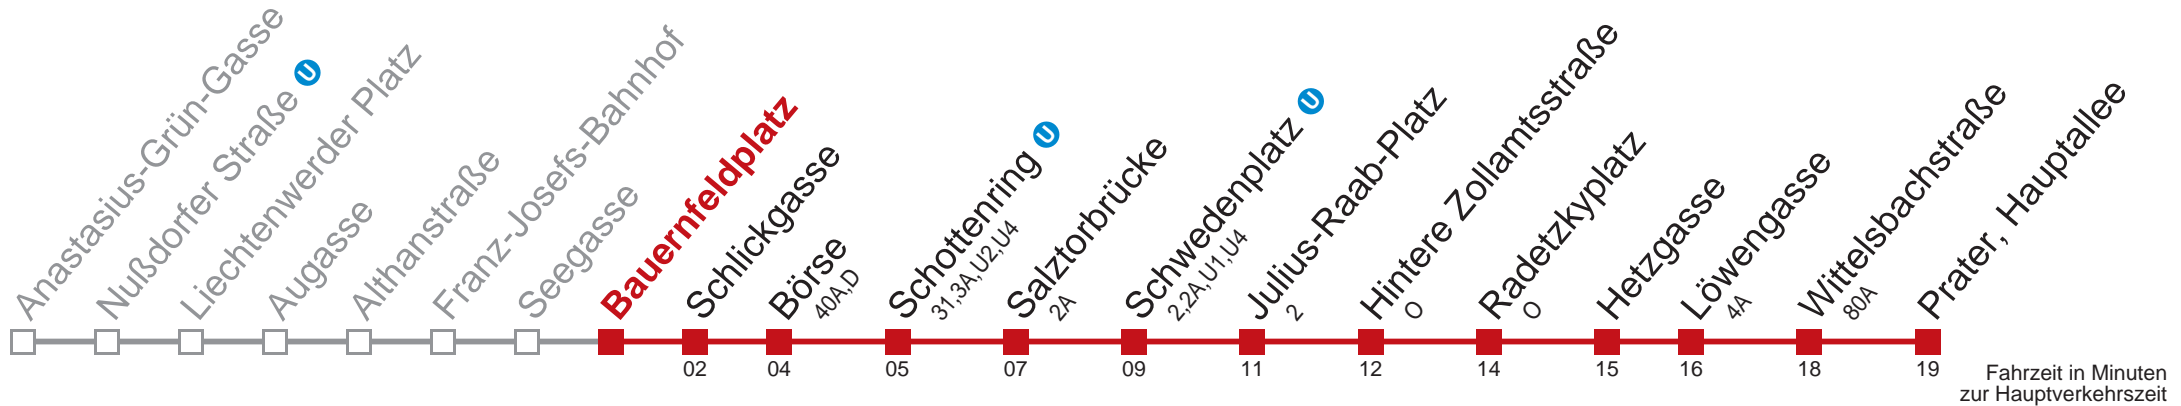 Anastasius-Grün-Gasse
Nußdorfer Straße U
Liechtenwerder Platz
Augasse
Althanstraße
Franz-Josefs-Bahnhof
Seegasse
Bauernfeldplatz
Schlickgasse
02
Börse
40A,D
04
Schottenring U
31,3A,U2,U4
05
Salztorbrücke
2A
07
Schwedenplatz U
2,2A,U1,U4
09
Julius-Raab-Platz
2
11
Hintere Zollamtsstraße
O
12
Radetzkyplatz
O
14
Hetzgasse
15
Löwengasse
4A
16
Wittelsbachstraße
80A
18
Prater, Hauptallee
19
Fahrzeit in Minuten
zur Hauptverkehrszeit